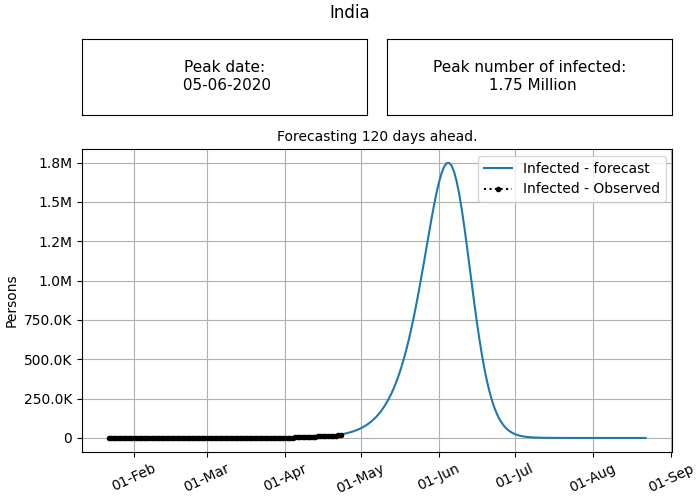 India
Peak date:
05-06-2020
Peak number of infected:
1.75 Million
Forecasting 120 days ahead.
1.8M
1.5M
1.2M
1.0M
750.0K
500.0K
250.0K
0
Persons
Infected - forecast
Infected - Observed
01-Feb
01-Mar
01-Apr
01-May
01-Jun
01-Jul
01-Aug
01-Sep